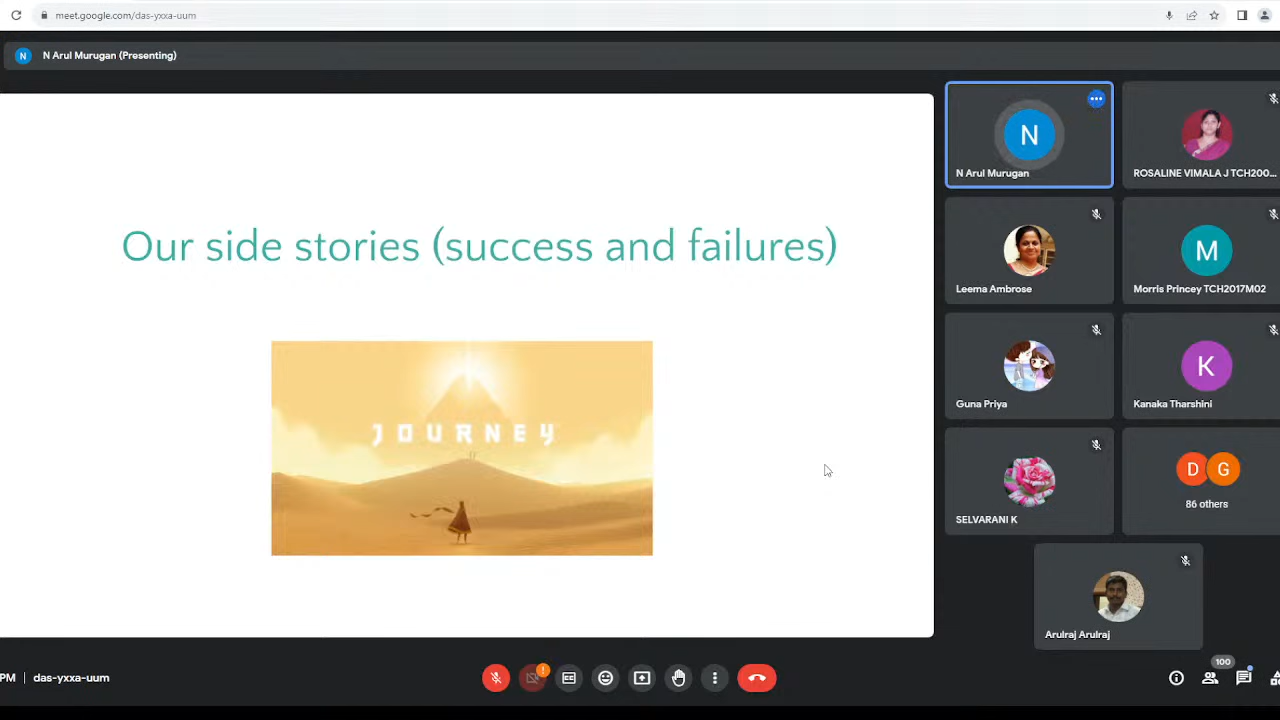 meet.google.com/das-yxxa-uum
N N Arul Murugan (Presenting)
Our side stories (success and failures)
JOURNEY
N
N Arul Murugan
ROSALINE VIMALA J TCH200...
Leema Ambrose
M
Morris Princey TCH2017M02
Guna Priya
K
Kanaka Tharshini
SELVARANI K
D G
86 others
Arulraj Arulraj
PM das-yxxa-uum
100